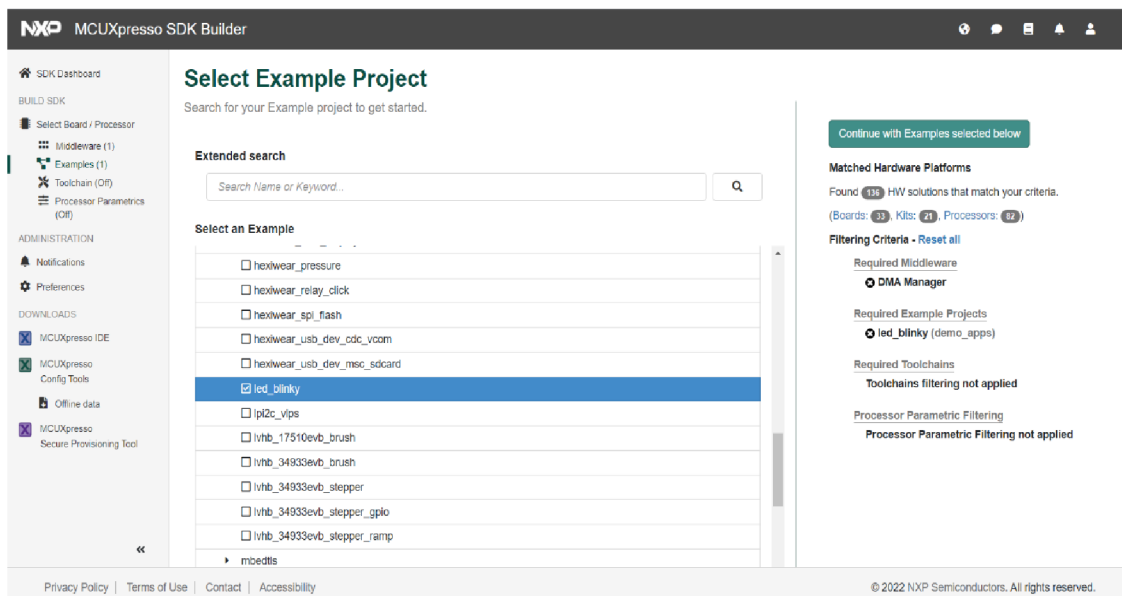 NXP MCUXpresso SDK Builder
SDK Dashboard
BUILD SDK
Select Board / Processor
Middleware (1)
Examples (1)
Toolchain (Off)
Processor Parametrics
(Off)
ADMINISTRATION
Notifications
Preferences
DOWNLOADS
MCUXpresso IDE
MCUXpresso
Config Tools
Offline data
MCUXpresso
Secure Provisioning Tool
Select Example Project
Search for your Example project to get started.
Extended search
Search Name or Keyword...
Select an Example
hexiwear_pressure
hexiwear_relay_click
hexiwear_spi_flash
hexiwear_usb_dev_cdc_vcom
hexiwear_usb_dev_msc_sdcard
led_blinky
lpi2c_vlps
lvhb_17510evb_brush
lvhb_34933evb_brush
lvhb_34933evb_stepper
lvhb_34933evb_stepper_gpio
lvhb_34933evb_stepper_ramp
mbedtls
Continue with Examples selected below
Matched Hardware Platforms
Found 136 HW solutions that match your criteria.
(Boards: 33, Kits: 21, Processors: 82)
Filtering Criteria - Reset all
Required Middleware
DMA Manager
Required Example Projects
led_blinky (demo_apps)
Required Toolchains
Toolchains filtering not applied
Processor Parametric Filtering
Processor Parametric Filtering not applied
Privacy Policy | Terms of Use | Contact | Accessibility
© 2022 NXP Semiconductors. All rights reserved.